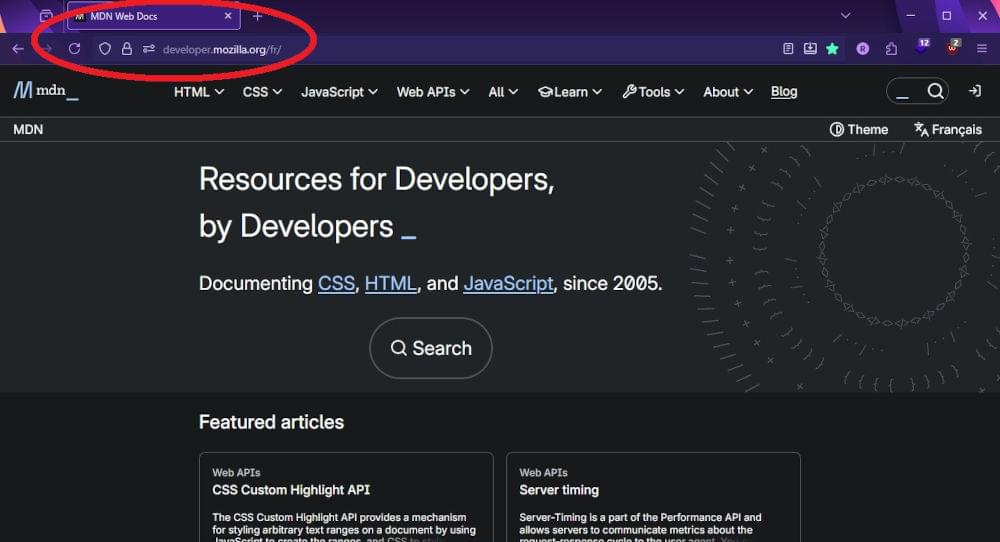 MDN Web Docs
developer.mozilla.org/fr/
12
2
R
mdn_
HTML CSS JavaScript Web APIs All Learn Tools About Blog
MDN
Theme Français
Resources for Developers,
by Developers _
Documenting CSS, HTML, and JavaScript, since 2005.
Search
Featured articles
Web APIs
CSS Custom Highlight API
The CSS Custom Highlight API provides a mechanism
for styling arbitrary text ranges on a document by using
JavaScript to create the ranges, and CSS to
Web APIs
Server timing
Server-Timing is a part of the Performance API and
allows servers to communicate metrics about the
request-response cycle to the user agent.